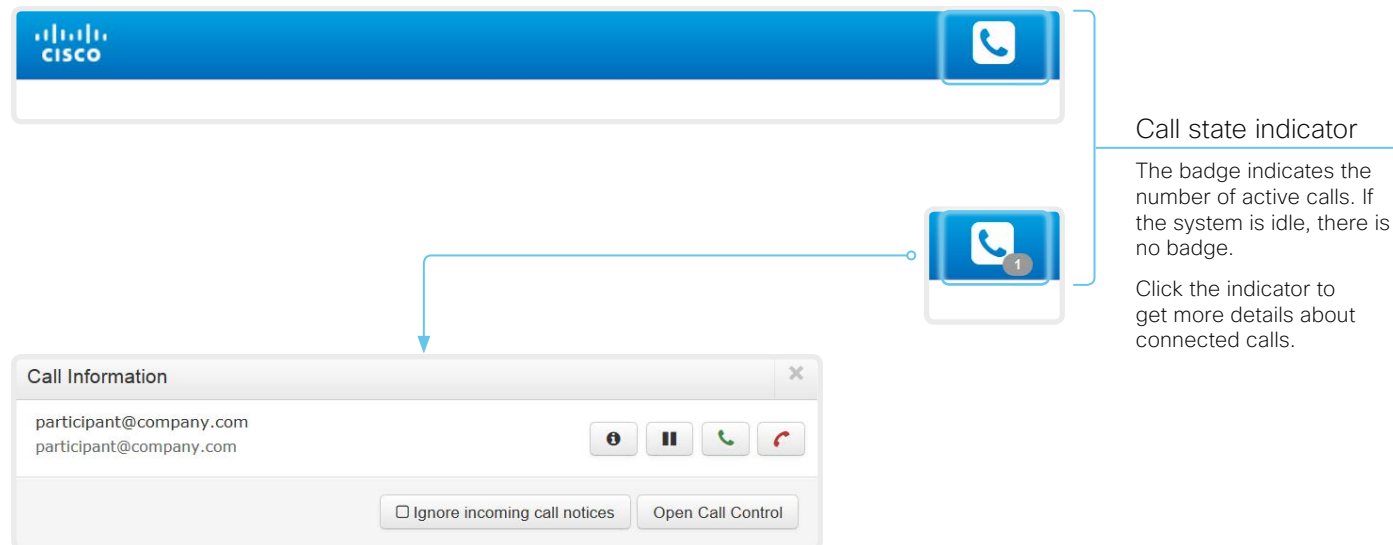 CISCO
Call state indicator
The badge indicates the
number of active calls. If
the system is idle, there is
no badge.
Click the indicator to
get more details about
connected calls.
1
Call Information
participant@company.com
participant@company.com
Ignore incoming call notices
Open Call Control